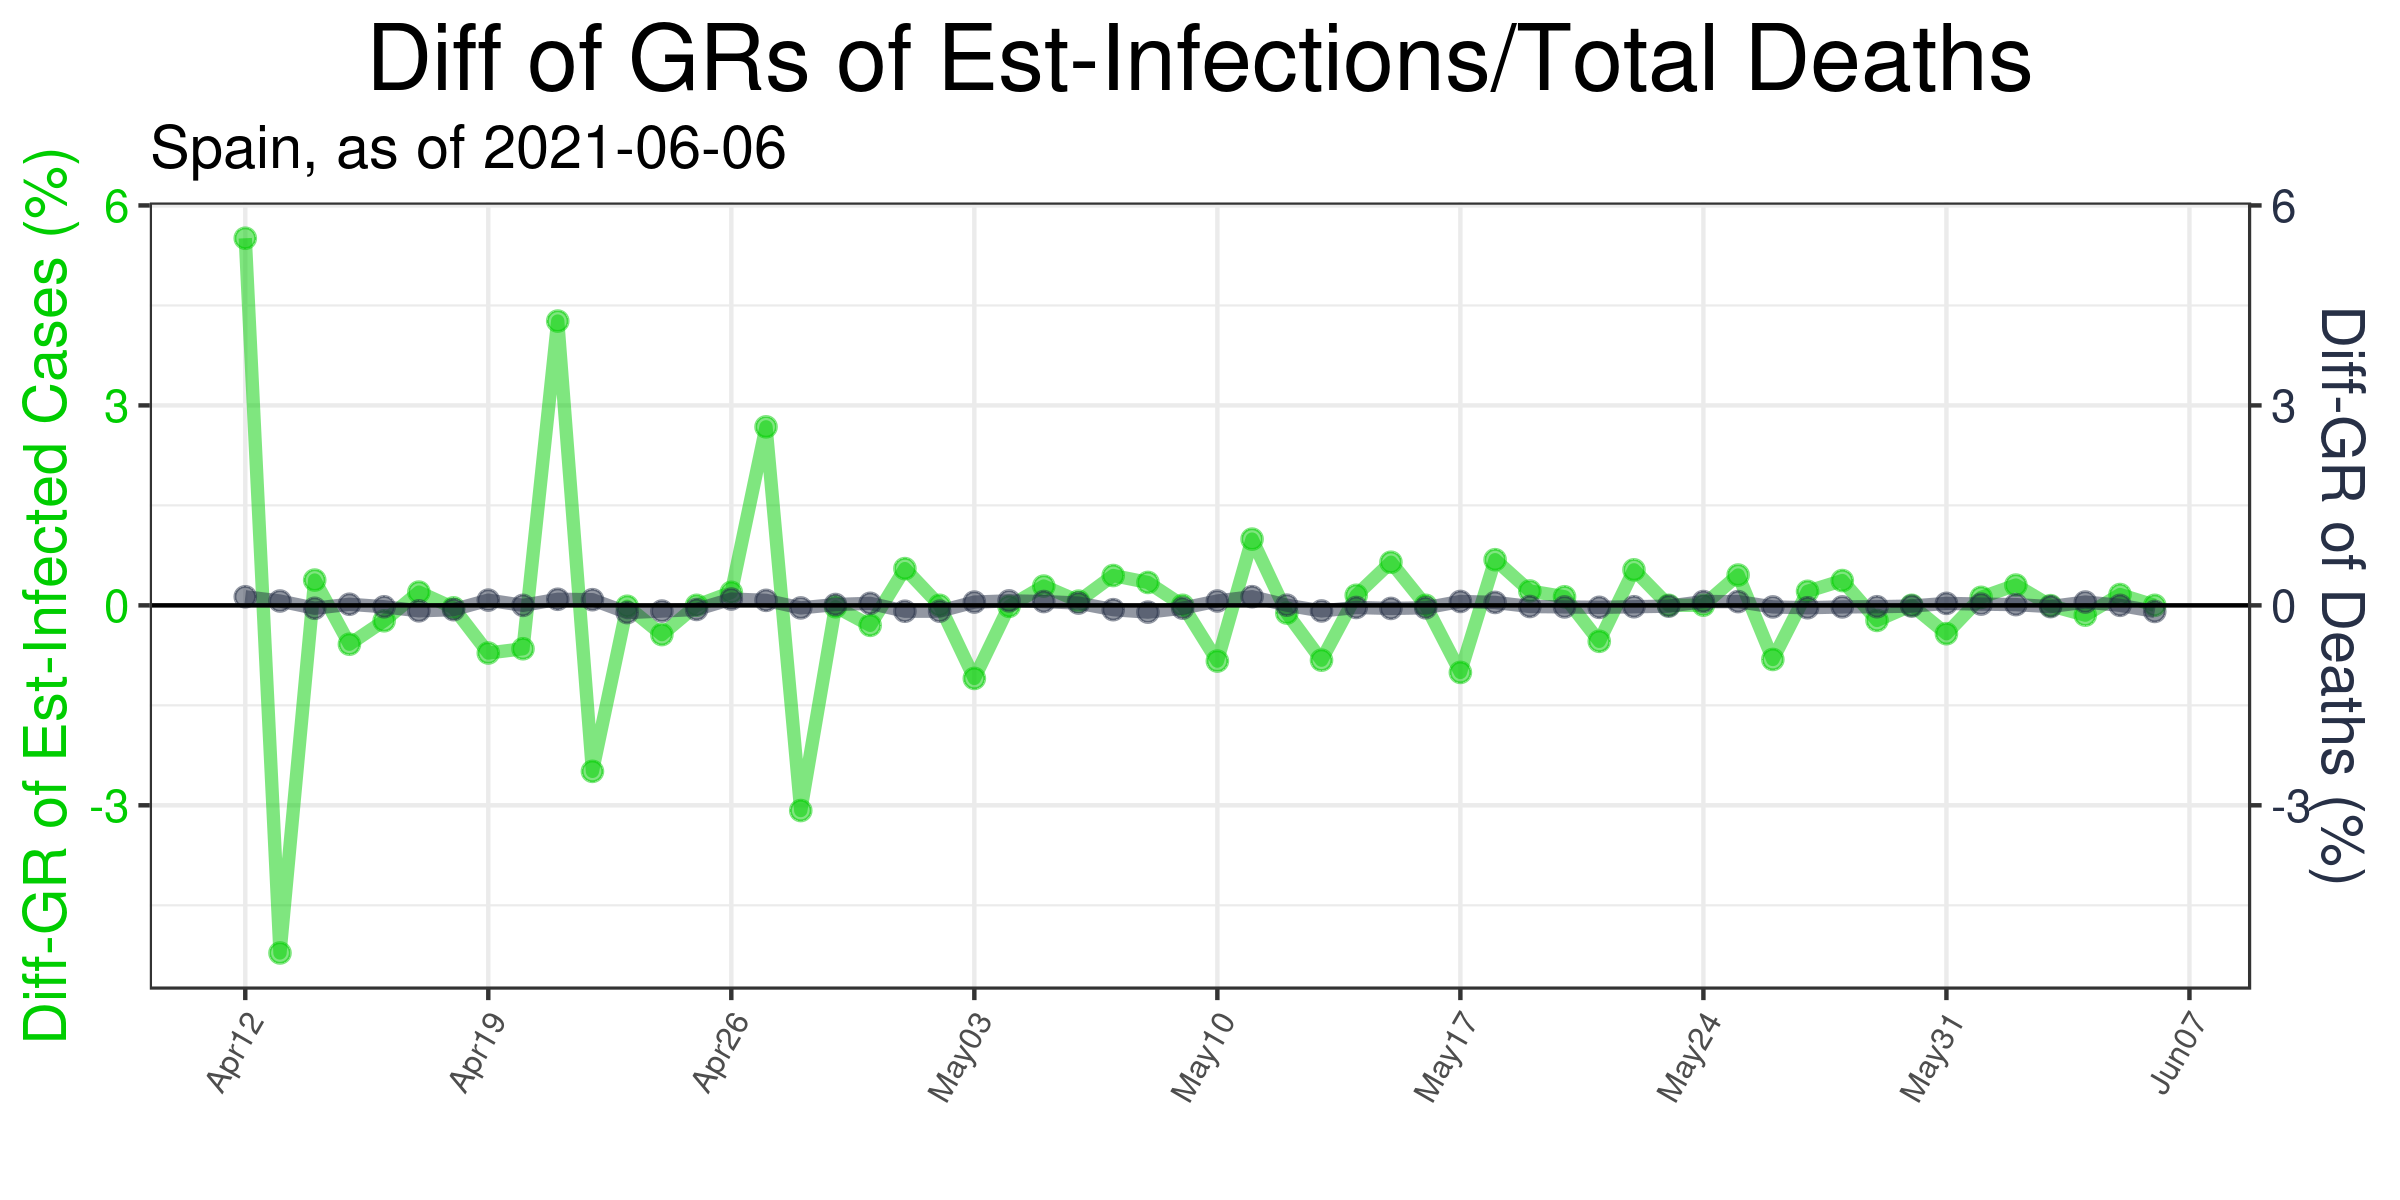 Diff of GRs of Est-Infections/Total Deaths
Spain, as of 2021-06-06
Diff-GR of Est-Infected Cases (%)
6
3
0
-3
6
3
0
-3
Diff-GR of Deaths (%)
Apr12
Apr19
Apr26
May03
May10
May17
May24
May31
Jun07